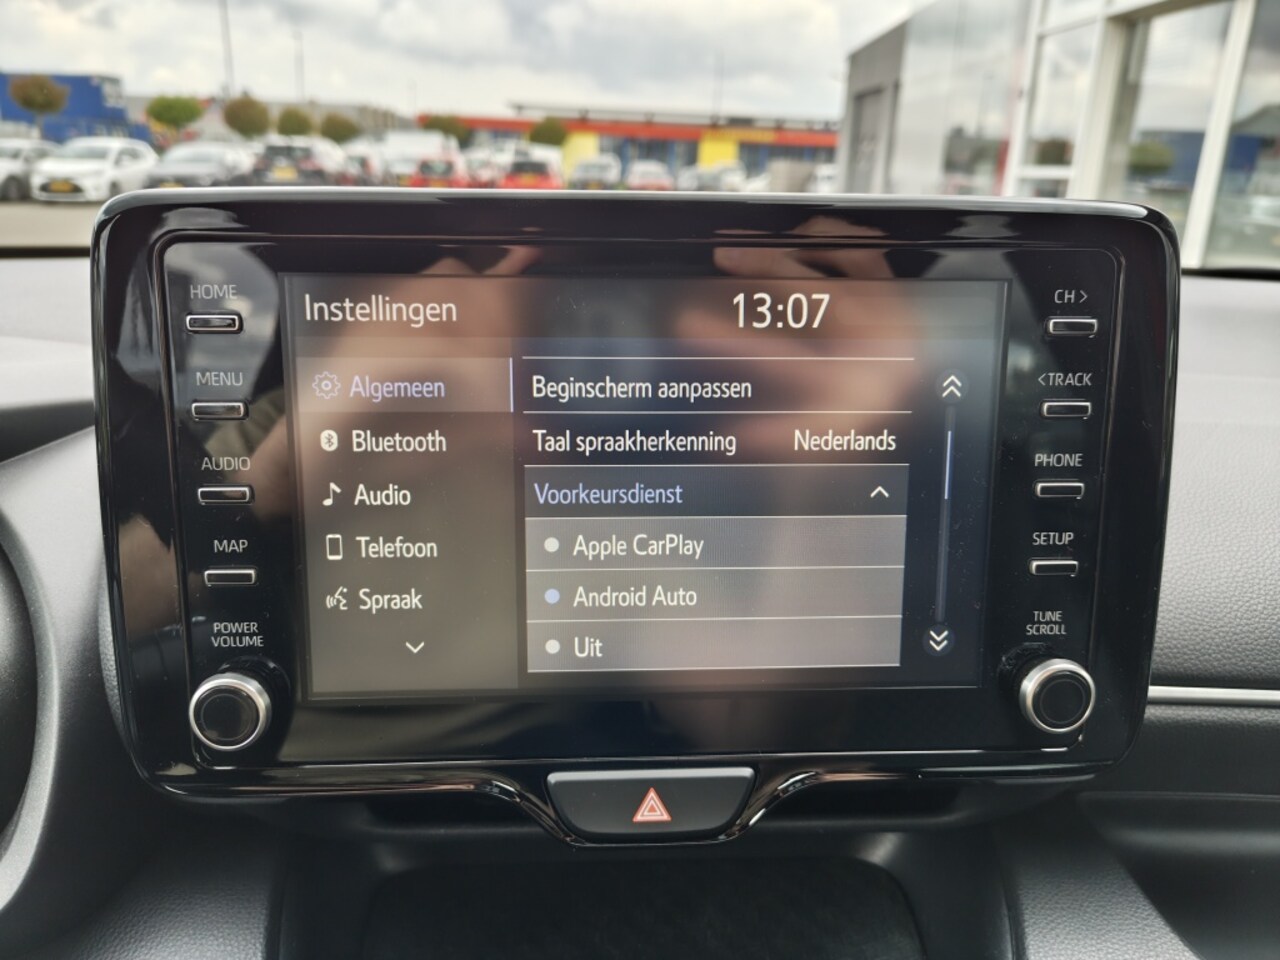 HOME
MENU
AUDIO
MAP
POWER
VOLUME
Instellingen
13:07
Algemeen
Bluetooth
Audio
Telefoon
Spraak
Beginscherm aanpassen
Taal spraakherkenning Nederlands
Voorkeursdienst
Apple CarPlay
Android Auto
Uit
CH >
< TRACK
PHONE
SETUP
TUNE
SCROLL